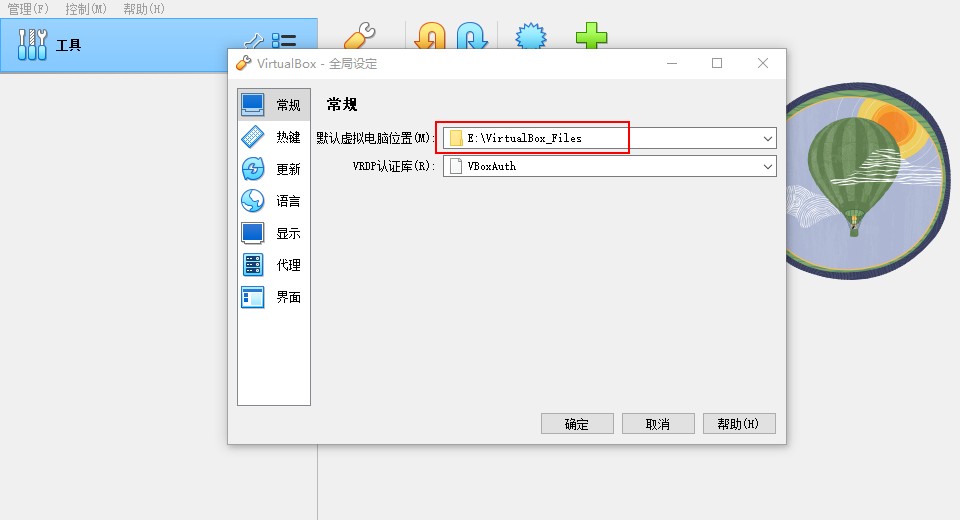 管理(F) 控制(M) 帮助(H)
工具
VirtualBox - 全局设定
常规
热键
更新
语言
显示
代理
界面
常规
默认虚拟电脑位置(M): E:\VirtualBox_Files
VRDP认证库(R): VBoxAuth
确定 取消 帮助(H)